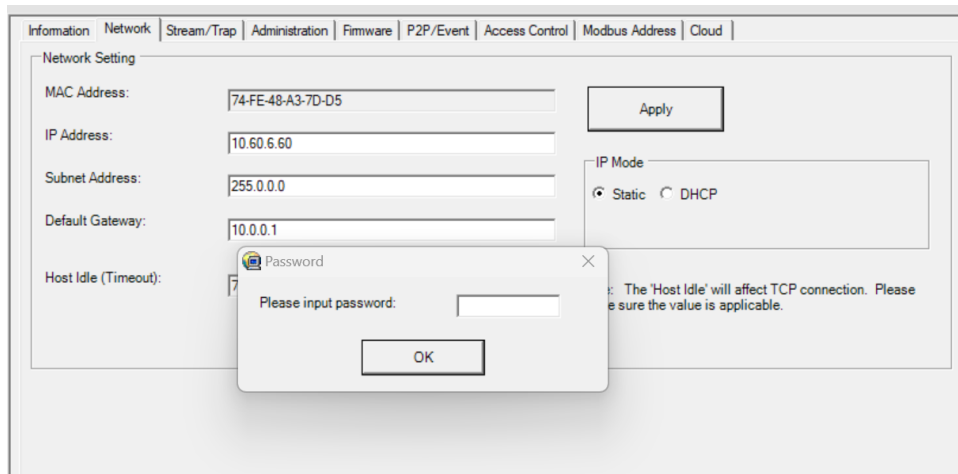 Information Network Stream/Trap Administration Firmware P2P/Event Access Control Modbus Address Cloud
Network Setting
MAC Address: 74-FE-48-A3-7D-D5
Apply
IP Address: 10.60.6.60
IP Mode
Subnet Address: 255.0.0.0
Static DHCP
Default Gateway: 10.0.0.1
Password
Host Idle (Timeout): 7
The 'Host Idle' will affect TCP connection. Please
sure the value is applicable.
Please input password:
OK